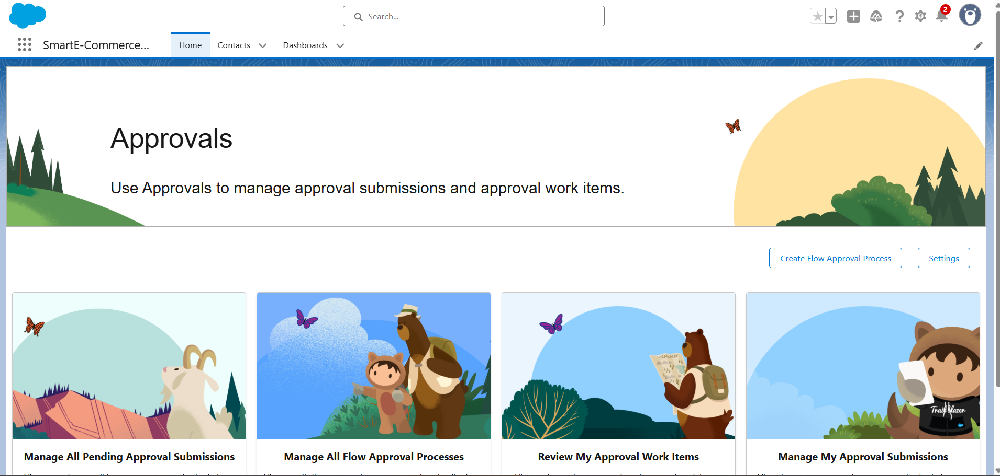 Search...
2
SmartE-Commerce...
Home
Contacts
Dashboards
Approvals
Use Approvals to manage approval submissions and approval work items.
Create Flow Approval Process
Settings
TRAILMAP
Trailblazer
Manage All Pending Approval Submissions
Manage All Flow Approval Processes
Review My Approval Work Items
Manage My Approval Submissions